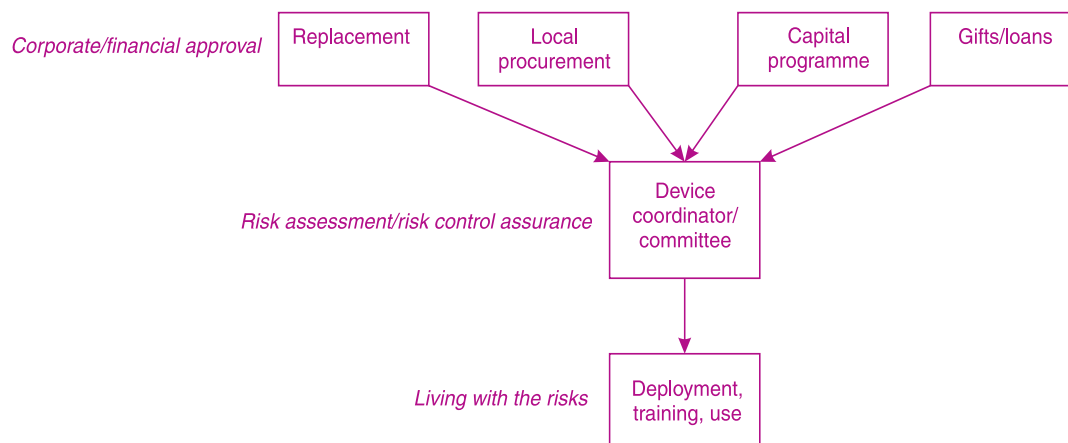 Corporate/financial approval
Replacement
Local
procurement
Capital
programme
Gifts/loans
Risk assessment/risk control assurance
Device
coordinator/
committee
Living with the risks
Deployment,
training, use